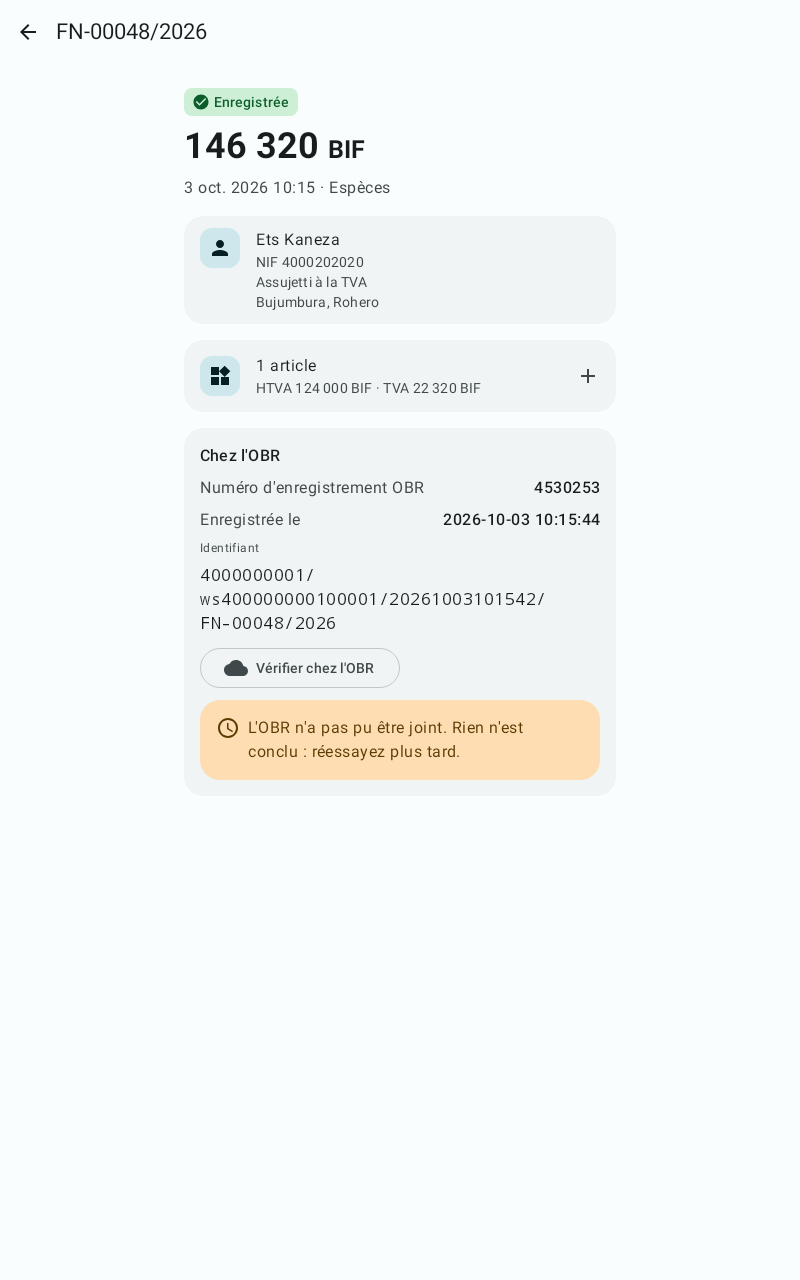 FN-00048/2026
Enregistrée
146 320 BIF
3 oct. 2026 10:15 · Espèces
Ets Kaneza
NIF 4000202020
Assujetti à la TVA
Bujumbura, Rohero
1 article
HTVA 124 000 BIF · TVA 22 320 BIF
Chez l'OBR
Numéro d'enregistrement OBR 4530253
Enregistrée le 2026-10-03 10:15:44
Identifiant
4000000001/
ws400000000100001/20261003101542/
FN-00048/2026
Vérifier chez l'OBR
L'OBR n'a pas pu être joint. Rien n'est
conclu : réessayez plus tard.